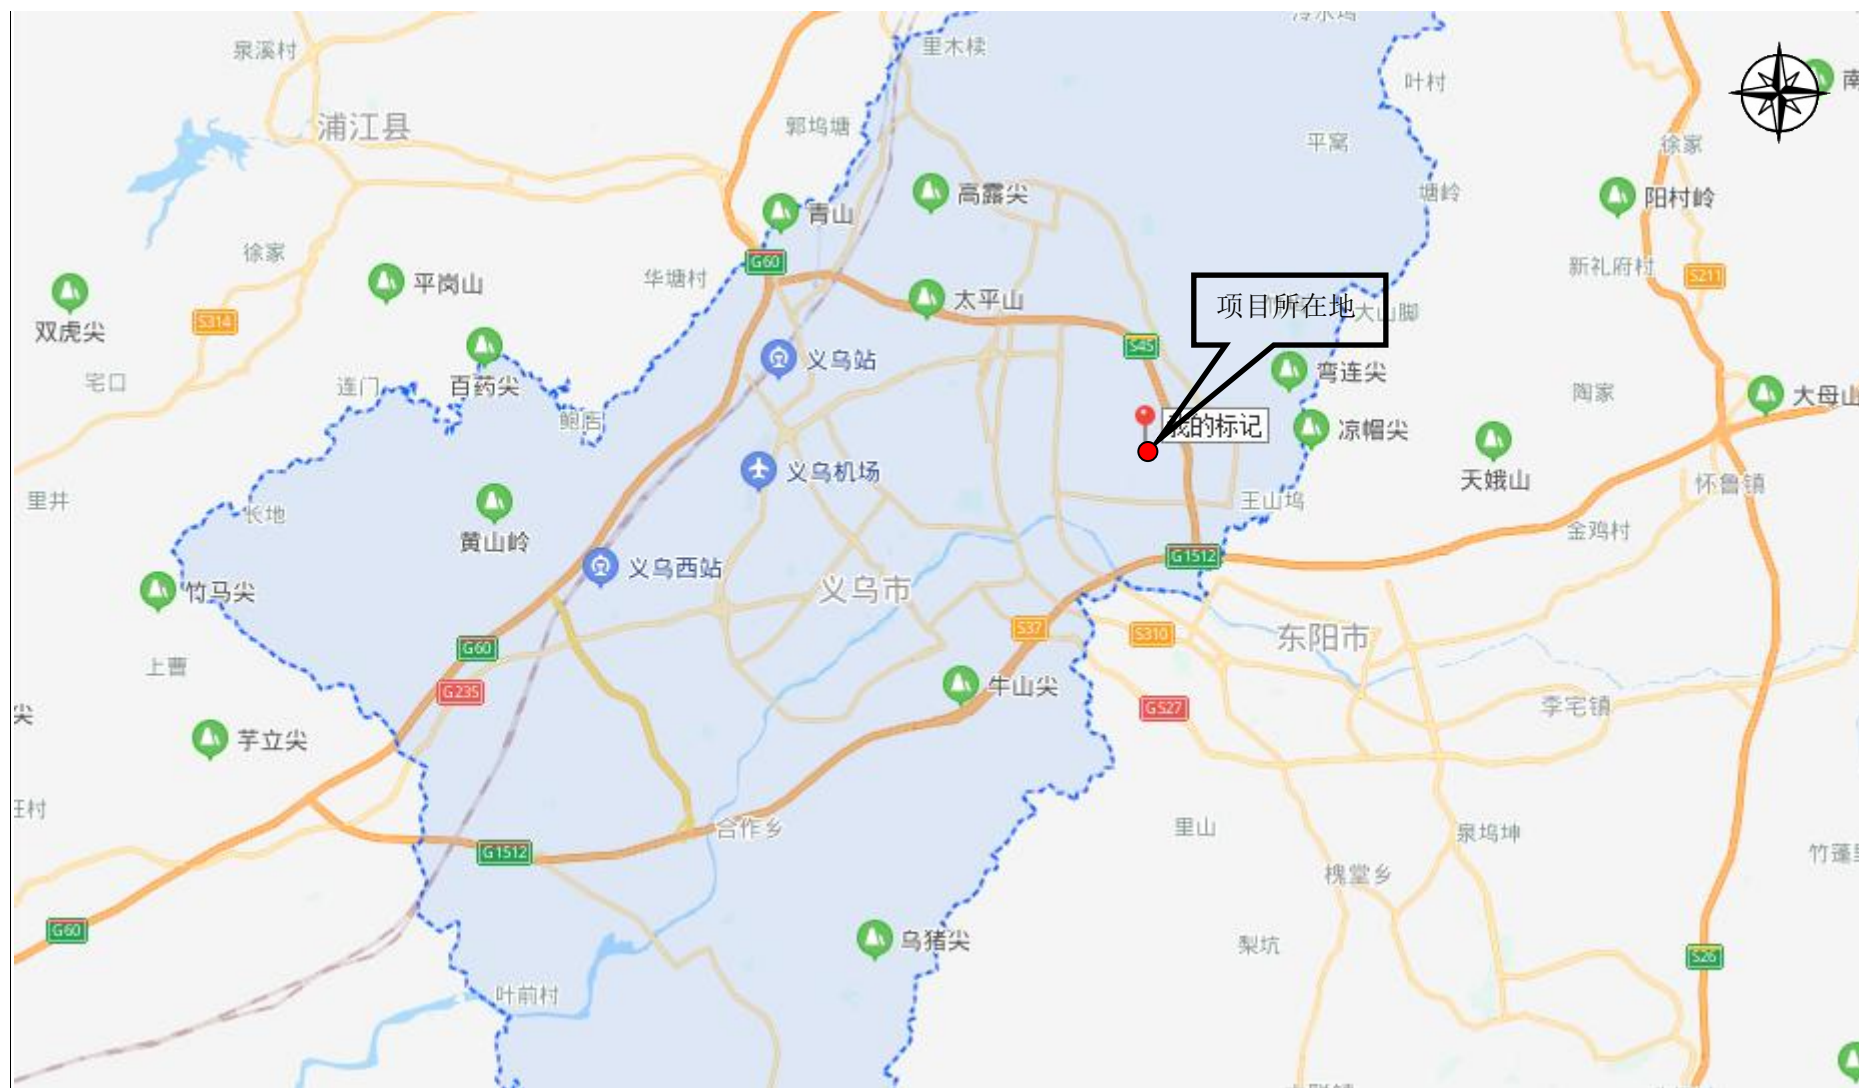 泉溪村
里木樑
叶村
浦江县
郭坞塘
平窝
徐家
高露尖
塘岭
阳村岭
青山
徐家
G60
新礼府村
S211
平岗山
华塘村
太平山
项目所在地
大山脚
双虎尖
S314
S45
义乌站
弯连尖
宅口
连门
百药尖
陶家
大母山
鲍店
我的标记
凉帽尖
义乌机场
天娥山
怀鲁镇
里井
长地
王山坞
黄山岭
金鸡村
G1512
义乌西站
竹马尖
义乌市
S37
S310
东阳市
G60
上曹
G235
牛山尖
G527
李宅镇
尖
芋立尖
合作乡
里山
泉坞坤
G1512
竹蓬
槐堂乡
G60
乌猪尖
梨坑
S26
叶前村